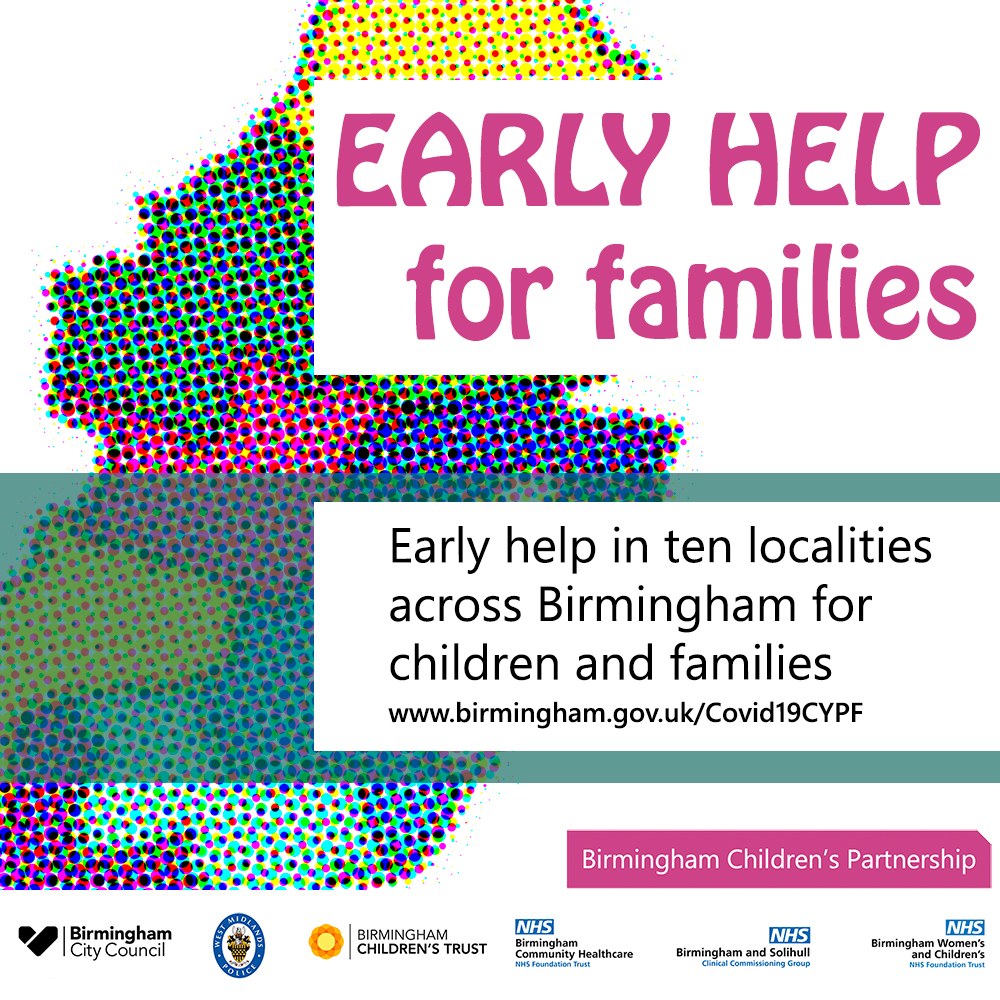 EARLY HELP
for families
Early help in ten localities
across Birmingham for
children and families
www.birmingham.gov.uk/Covid19CYPF
Birmingham Children's Partnership
Birmingham
City Council
WEST MIDLANDS
POLICE
BIRMINGHAM
CHILDREN'S TRUST
NHS
Birmingham
Community Healthcare
NHS Foundation Trust
NHS
Birmingham and Solihull
Clinical Commissioning Group
NHS
Birmingham Women's
and Children's
NHS Foundation Trust